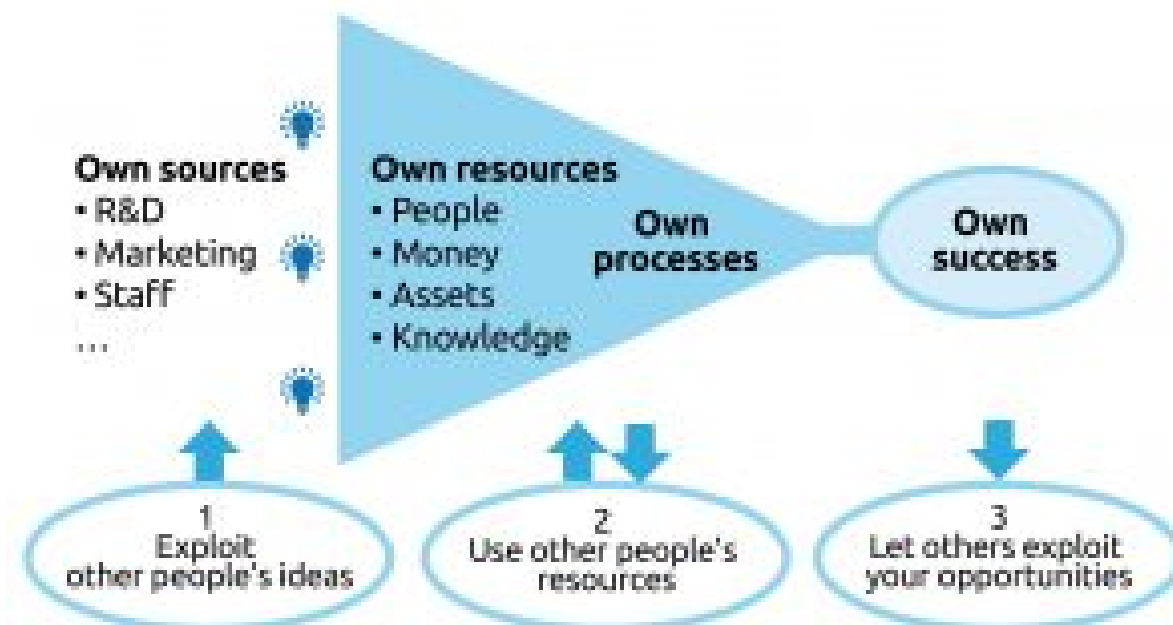 Own sources
• R&D
• Marketing
• Staff
...
Own resources
• People
• Money
• Assets
• Knowledge
Own
processes
Own
success
1
Exploit
other people's ideas
2
Use other people's
resources
3
Let others exploit
your opportunities